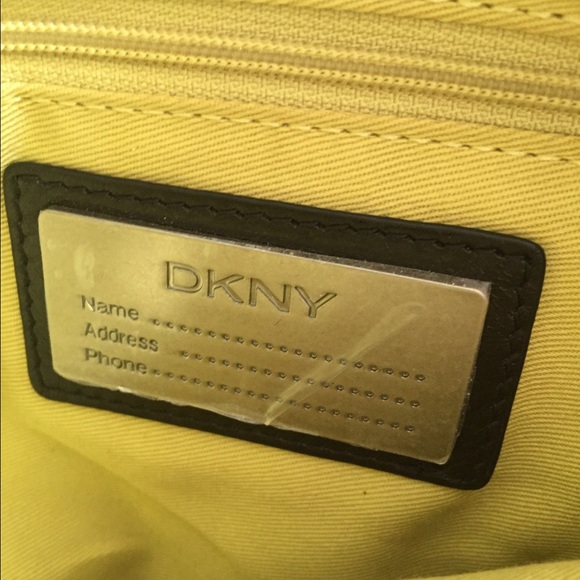 DKNY
Name ...................
Address .................
Phone....................